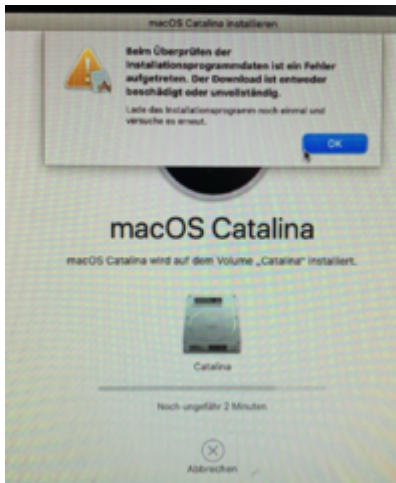 macOS Catalina installieren
Beim Überprüfen der
Installationsprogrammdaten ist ein Fehler
aufgetreten. Der Download ist entweder
beschädigt oder unvollständig.
Lade das Installationsprogramm noch einmal und
versuche es erneut.
OK
macOS Catalina
macOS Catalina wird auf dem Volume „Catalina“ installiert.
Catalina
Noch ungefähr 2 Minuten
Abbrechen